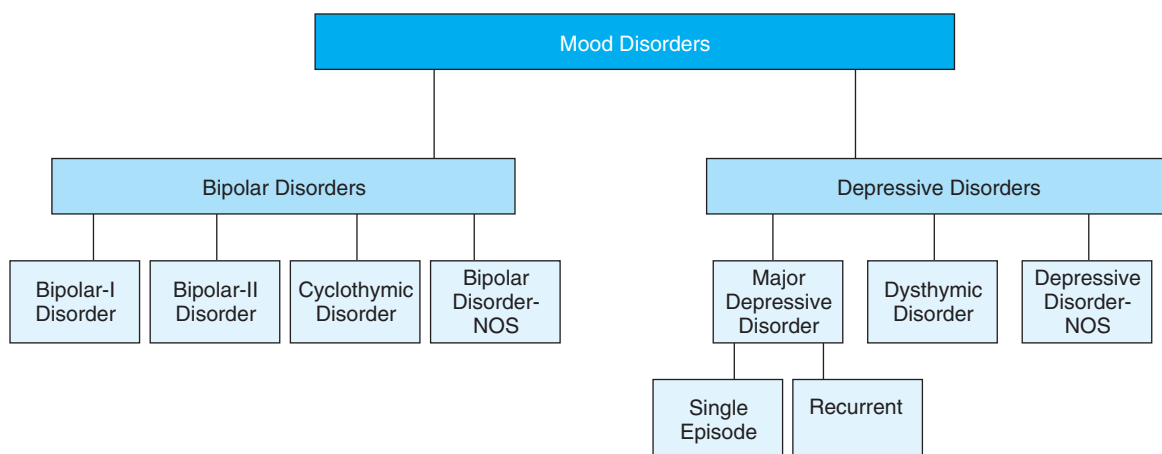 Mood Disorders
Bipolar Disorders
Depressive Disorders
Bipolar-I
Disorder
Bipolar-II
Disorder
Cyclothymic
Disorder
Bipolar
Disorder-
NOS
Major
Depressive
Disorder
Dysthymic
Disorder
Depressive
Disorder-
NOS
Single
Episode
Recurrent